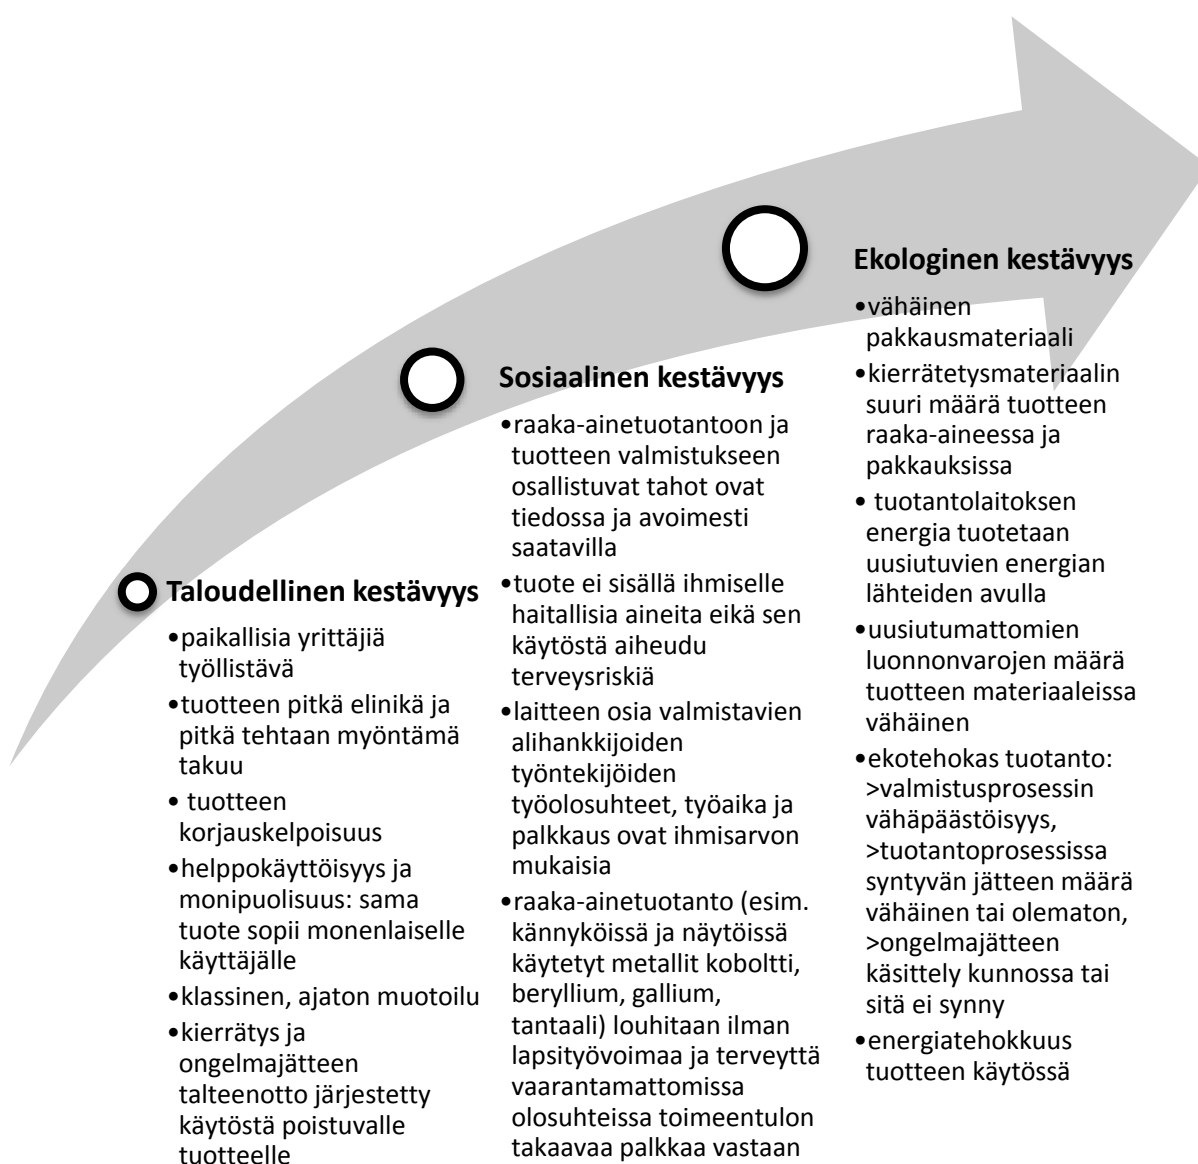 Taloudellinen kestävyys
•paikallisia yrittäjiä
työllistävä
•tuotteen pitkä elinikä ja
pitkä tehtaan myöntämä
takuu
• tuotteen
korjauskelpoisuus
•helppokäyttöisyys ja
monipuolisuus: sama
tuote sopii monenlaiselle
käyttäjälle
•klassinen, ajaton muotoilu
•kierrätys ja
ongelmajätteen
talteenotto järjestetty
käytöstä poistuvalle
tuotteelle
Sosiaalinen kestävyys
•raaka-ainetuotantoon ja
tuotteen valmistukseen
osallistuvat tahot ovat
tiedossa ja avoimesti
saatavilla
•tuote ei sisällä ihmiselle
haitallisia aineita eikä sen
käytöstä aiheudu
terveysriskiä
•laitteen osia valmistavien
alihankkijoiden
työntekijöiden
työolosuhteet, työaika ja
palkkaus ovat ihmisarvon
mukaisia
•raaka-ainetuotanto (esim.
kännyköissä ja näytöissä
käytetyt metallit koboltti,
beryllium, gallium,
tantaali) louhitaan ilman
lapsityövoimaa ja terveyttä
vaarantamattomissa
olosuhteissa toimeentulon
takaavaa palkkaa vastaan
Ekologinen kestävyys
•vähäinen
pakkausmateriaali
•kierrätetysmateriaalin
suuri määrä tuotteen
raaka-aineessa ja
pakkauksissa
• tuotantolaitoksen
energia tuotetaan
uusiutuvien energian
lähteiden avulla
•uusiutumattomien
luonnonvarojen määrä
tuotteen materiaaleissa
vähäinen
•ekotehokas tuotanto:
>valmistusprosessin
vähäpäästöisyys,
>tuotantoprosessissa
syntyvän jätteen määrä
vähäinen tai olematon,
>ongelmajätteen
käsittely kunnossa tai
sitä ei synny
•energiatehokkuus
tuotteen käytössä